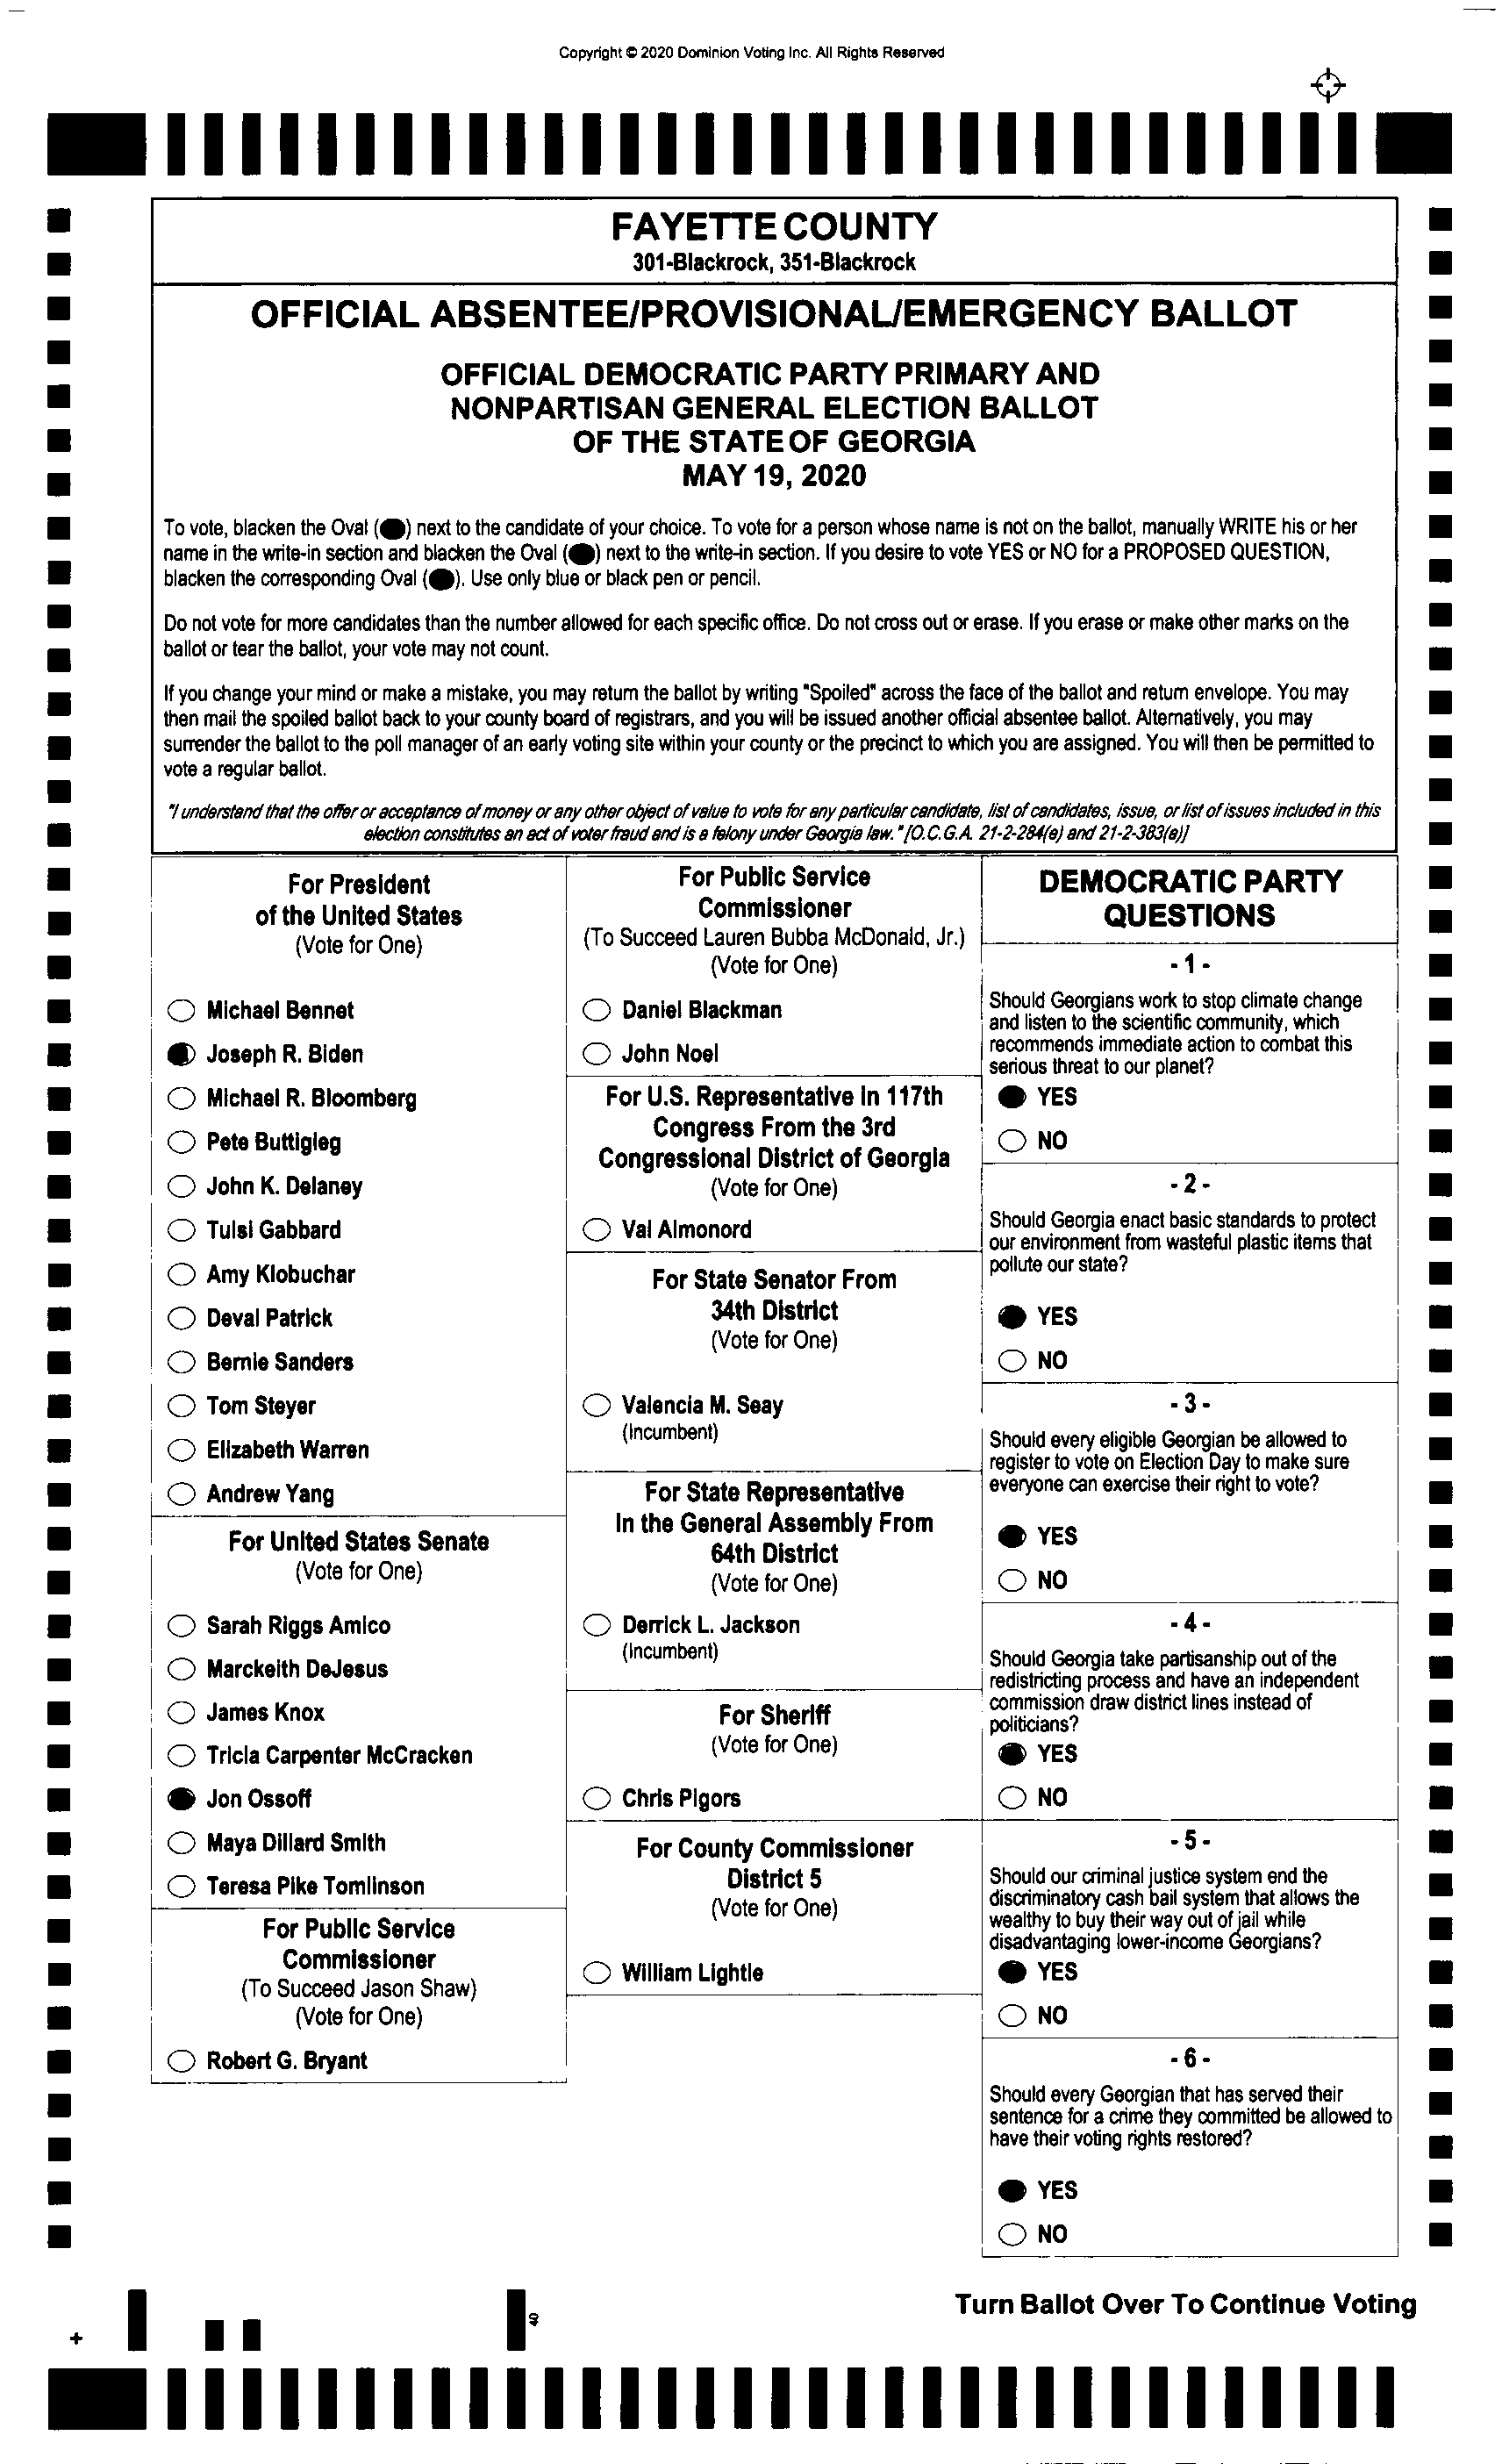 Copyright © 2020 Dominion Voting Inc. All Rights Reserved
FAYETTE COUNTY
301-Blackrock, 351-Blackrock
OFFICIAL ABSENTEE/PROVISIONAL/EMERGENCY BALLOT
OFFICIAL DEMOCRATIC PARTY PRIMARY AND
NONPARTISAN GENERAL ELECTION BALLOT
OF THE STATE OF GEORGIA
MAY 19, 2020
To vote, blacken the Oval () next to the candidate of your choice. To vote for a person whose name is not on the ballot, manually WRITE his or her
name in the write-in section and blacken the Oval () next to the write-in section. If you desire to vote YES or NO for a PROPOSED QUESTION,
blacken the corresponding Oval (). Use only blue or black pen or pencil.
Do not vote for more candidates than the number allowed for each specific office. Do not cross out or erase. If you erase or make other marks on the
ballot or tear the ballot, your vote may not count.
If you change your mind or make a mistake, you may return the ballot by writing "Spoiled" across the face of the ballot and return envelope. You may
then mail the spoiled ballot back to your county board of registrars, and you will be issued another official absentee ballot. Alternatively, you may
surrender the ballot to the poll manager of an early voting site within your county or the precinct to which you are assigned. You will then be permitted to
vote a regular ballot.
"I understand that the offer or acceptance of money or any other object of value to vote for any particular candidate, list of candidates, issue, or list of issues included in this
election constitutes an act of voter fraud and is a felony under Georgia law. "[O.C.G.A. 21-2-284(e) and 21-2-383(a)]
For President
of the United States
(Vote for One)
Michael Bennet
Joseph R. Biden
Michael R. Bloomberg
Pete Buttigieg
John K. Delaney
Tulsi Gabbard
Amy Klobuchar
Deval Patrick
Bernie Sanders
Tom Steyer
Elizabeth Warren
Andrew Yang
For United States Senate
(Vote for One)
Sarah Riggs Amico
Marckeith DeJesus
James Knox
Tricia Carpenter McCracken
Jon Ossoff
Maya Dillard Smith
Teresa Pike Tomlinson
For Public Service
Commissioner
(To Succeed Jason Shaw)
(Vote for One)
Robert G. Bryant
For Public Service
Commissioner
(To Succeed Lauren Bubba McDonald, Jr.)
(Vote for One)
Daniel Blackman
John Noel
For U.S. Representative in 117th
Congress From the 3rd
Congressional District of Georgia
(Vote for One)
Val Almonord
For State Senator From
34th District
(Vote for One)
Valencia M. Seay
(Incumbent)
For State Representative
In the General Assembly From
64th District
(Vote for One)
Derrick L. Jackson
(Incumbent)
For Sheriff
(Vote for One)
Chris Pigors
For County Commissioner
District 5
(Vote for One)
William Lightle
DEMOCRATIC PARTY
QUESTIONS
- 1 -
Should Georgians work to stop climate change
and listen to the scientific community, which
recommends immediate action to combat this
serious threat to our planet?
YES
NO
- 2 -
Should Georgia enact basic standards to protect
our environment from wasteful plastic items that
pollute our state?
YES
NO
- 3 -
Should every eligible Georgian be allowed to
register to vote on Election Day to make sure
everyone can exercise their right to vote?
YES
NO
- 4 -
Should Georgia take partisanship out of the
redistricting process and have an independent
commission draw district lines instead of
politicians?
YES
NO
- 5 -
Should our criminal justice system end the
discriminatory cash bail system that allows the
wealthy to buy their way out of jail while
disadvantaging lower-income Georgians?
YES
NO
- 6 -
Should every Georgian that has served their
sentence for a crime they committed be allowed to
have their voting rights restored?
YES
NO
Turn Ballot Over To Continue Voting